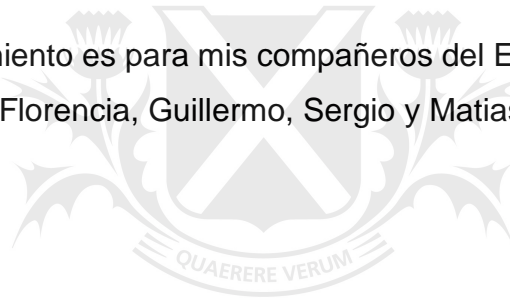 miento es para mis compañeros del E
Florencia, Guillermo, Sergio y Matias
QUAERERE VERUM